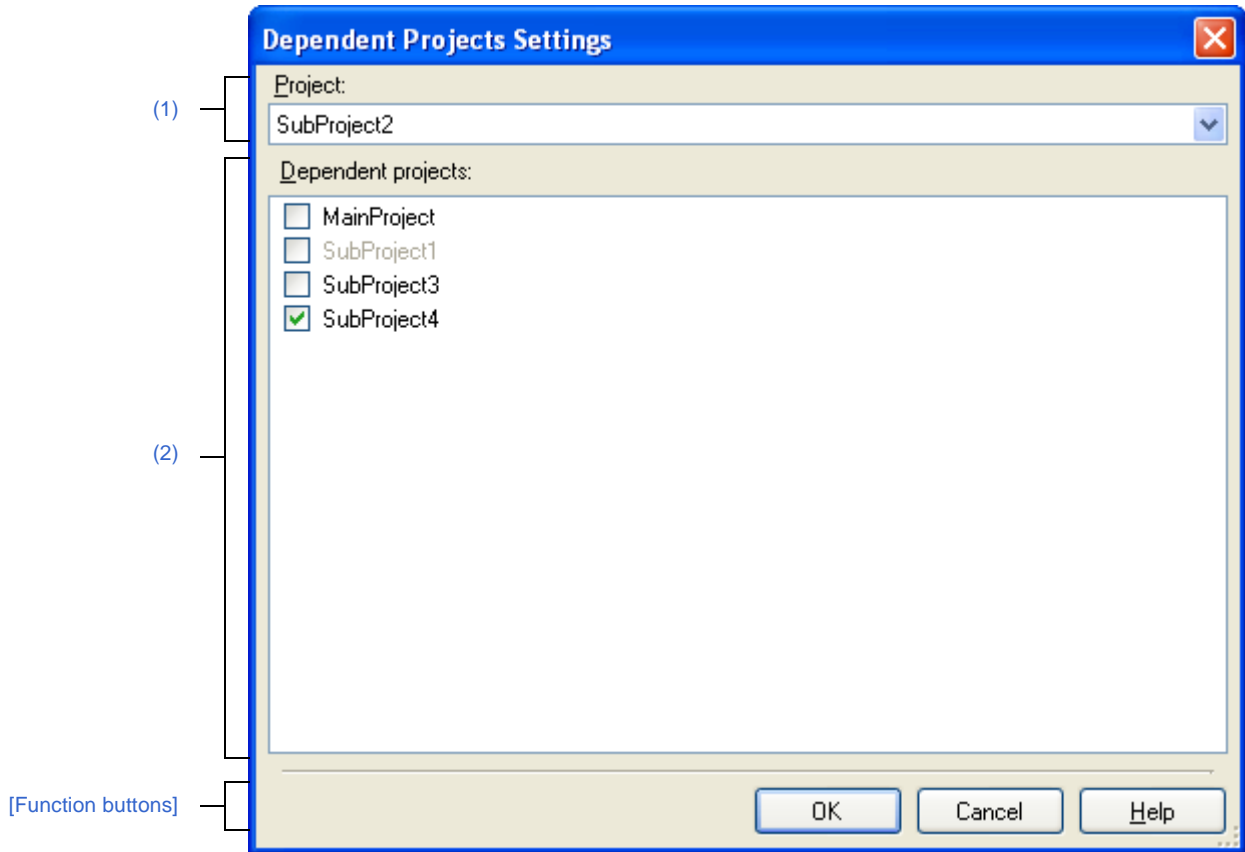 Dependent Projects Settings
Project:
(1)
SubProject2
Dependent projects:
MainProject
SubProject1
SubProject3
SubProject4
(2)
[Function buttons]
OK Cancel Help